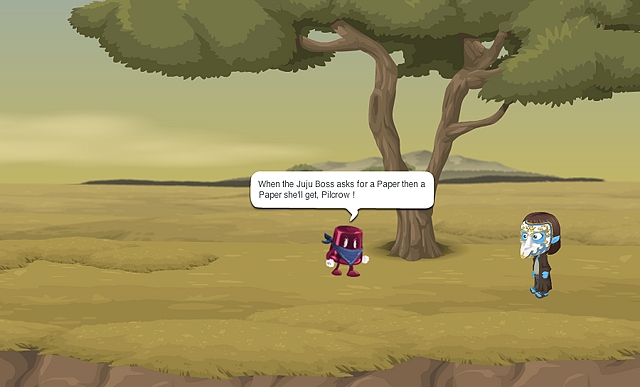 When the Juju Boss asks for a Paper then a
Paper she'll get, Pilcrow !